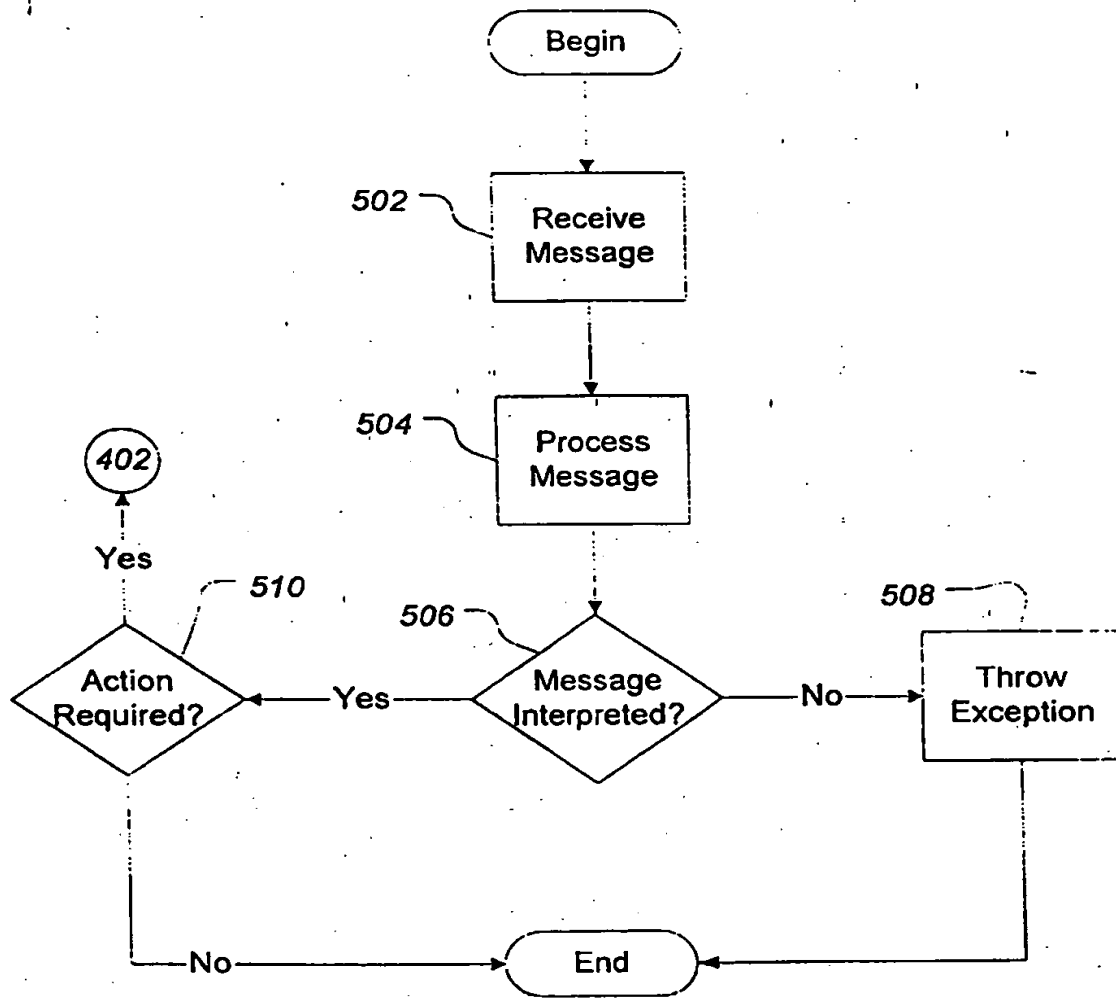 Begin
502
Receive
Message
504
Process
Message
402
Yes
510
506
508
Action
Required?
Yes
Message
Interpreted?
No
Throw
Exception
No
End